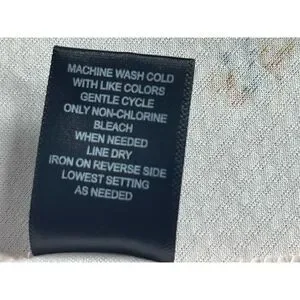 MACHINE WASH COLD
WITH LIKE COLORS
GENTLE CYCLE
ONLY NON-CHLORINE
BLEACH
WHEN NEEDED
LINE DRY
IRON ON REVERSE SIDE
LOWEST SETTING
AS NEEDED